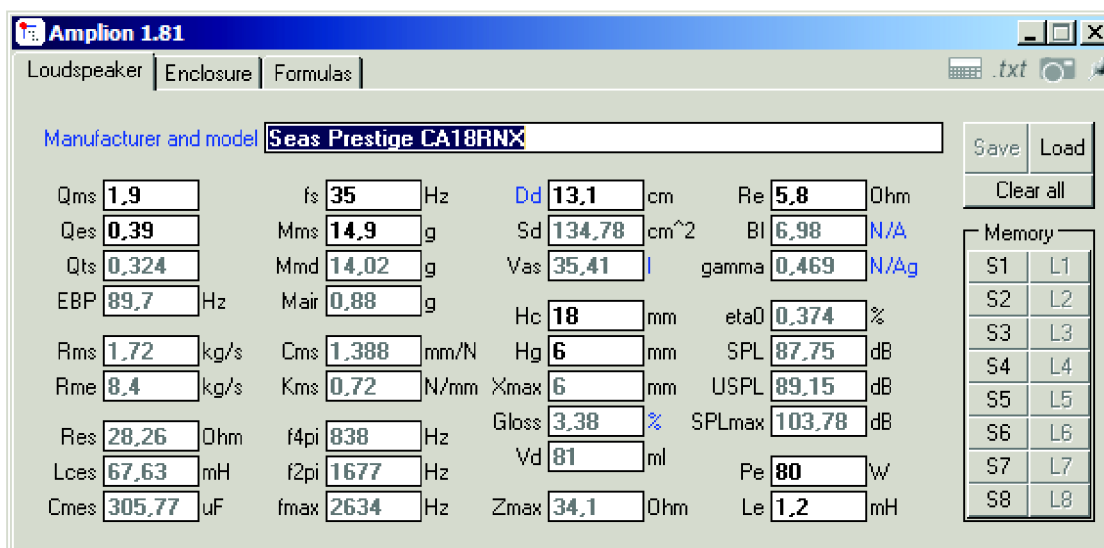 Amplion 1.81
Loudspeaker Enclosure Formulas .txt
Manufacturer and model Seas Prestige CA18RNX Save Load
Qms 1,9 fs 35 Hz Dd 13,1 cm Re 5,8 Ohm Clear all
Qes 0,39 Mms 14,9 g Sd 134,78 cm^2 Bl 6,98 N/A Memory
Qts 0,324 Mmd 14,02 g Vas 35,41 l gamma 0,469 N/Ag S1 L1
EBP 89,7 Hz Mair 0,88 g Hc 18 mm eta0 0,374 % S2 L2
Rms 1,72 kg/s Cms 1,388 mm/N Hg 6 mm SPL 87,75 dB S3 L3
Rme 8,4 kg/s Kms 0,72 N/mm Xmax 6 mm USPL 89,15 dB S4 L4
Gloss 3,38 % SPLmax 103,78 dB S5 L5
Res 28,26 Ohm f4pi 838 Hz Vd 81 ml S6 L6
Lces 67,63 mH f2pi 1677 Hz Pe 80 W S7 L7
Cmes 305,77 uF fmax 2634 Hz Zmax 34,1 Ohm Le 1,2 mH S8 L8